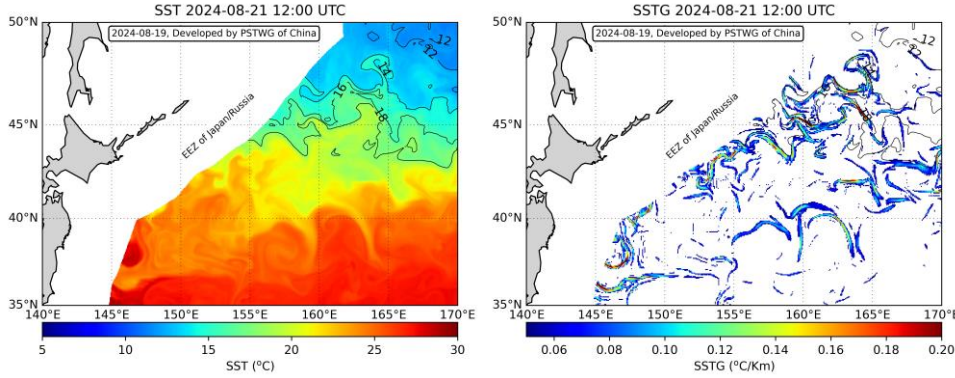 SST 2024-08-21 12:00 UTC
2024-08-19, Developed by PSTWG of China
50°N
45°N
40°N
35°N
12
12
14
16
18
EEZ of Japan/Russia
140°E 145°E 150°E 155°E 160°E 165°E 170°E
5 10 15 20 25 30
SST (°C)
SSTG 2024-08-21 12:00 UTC
2024-08-19, Developed by PSTWG of China
50°N
45°N
40°N
35°N
12
12
EEZ of Japan/Russia
140°E 145°E 150°E 155°E 160°E 165°E 170°E
0.06 0.08 0.10 0.12 0.14 0.16 0.18 0.20
SSTG (°C/Km)